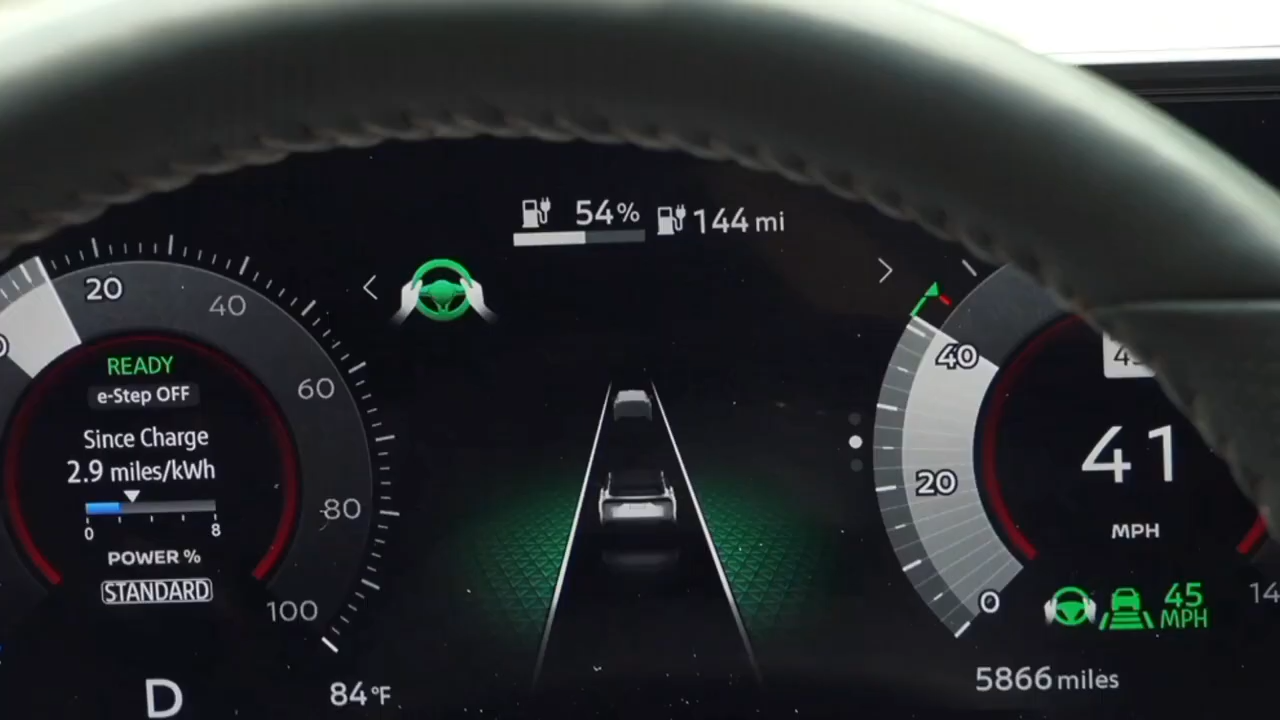 54%
144 mi
20
40
60
80
100
READY
e-Step OFF
Since Charge
2.9 miles/kWh
0 8
POWER %
STANDARD
D
84°F
40
20
0
41
MPH
45
MPH
5866 miles